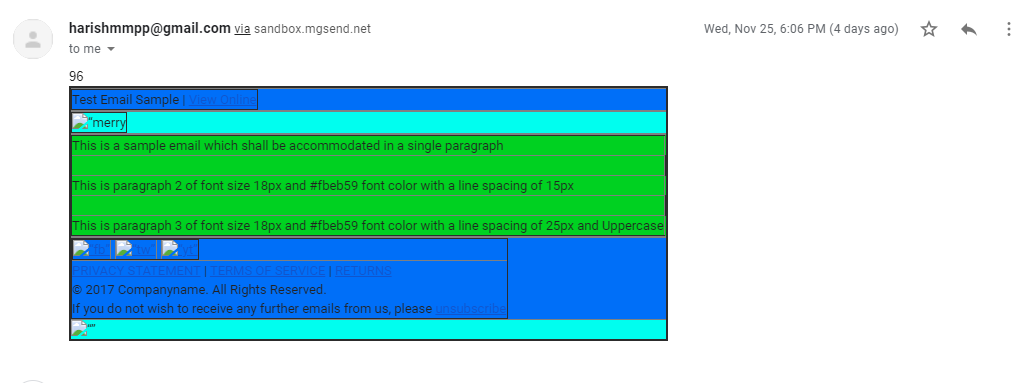 harishmmpp@gmail.com via sandbox.mgsend.net Wed, Nov 25, 6:06 PM (4 days ago)
to me
96
Test Email Sample | View Online
"merry
This is a sample email which shall be accommodated in a single paragraph
This is paragraph 2 of font size 18px and #fbeb59 font color with a line spacing of 15px
This is paragraph 3 of font size 18px and #fbeb59 font color with a line spacing of 25px and Uppercase
"fb" "tw" "yt"
PRIVACY STATEMENT | TERMS OF SERVICE | RETURNS
© 2017 Companyname. All Rights Reserved.
If you do not wish to receive any further emails from us, please unsubscribe
""